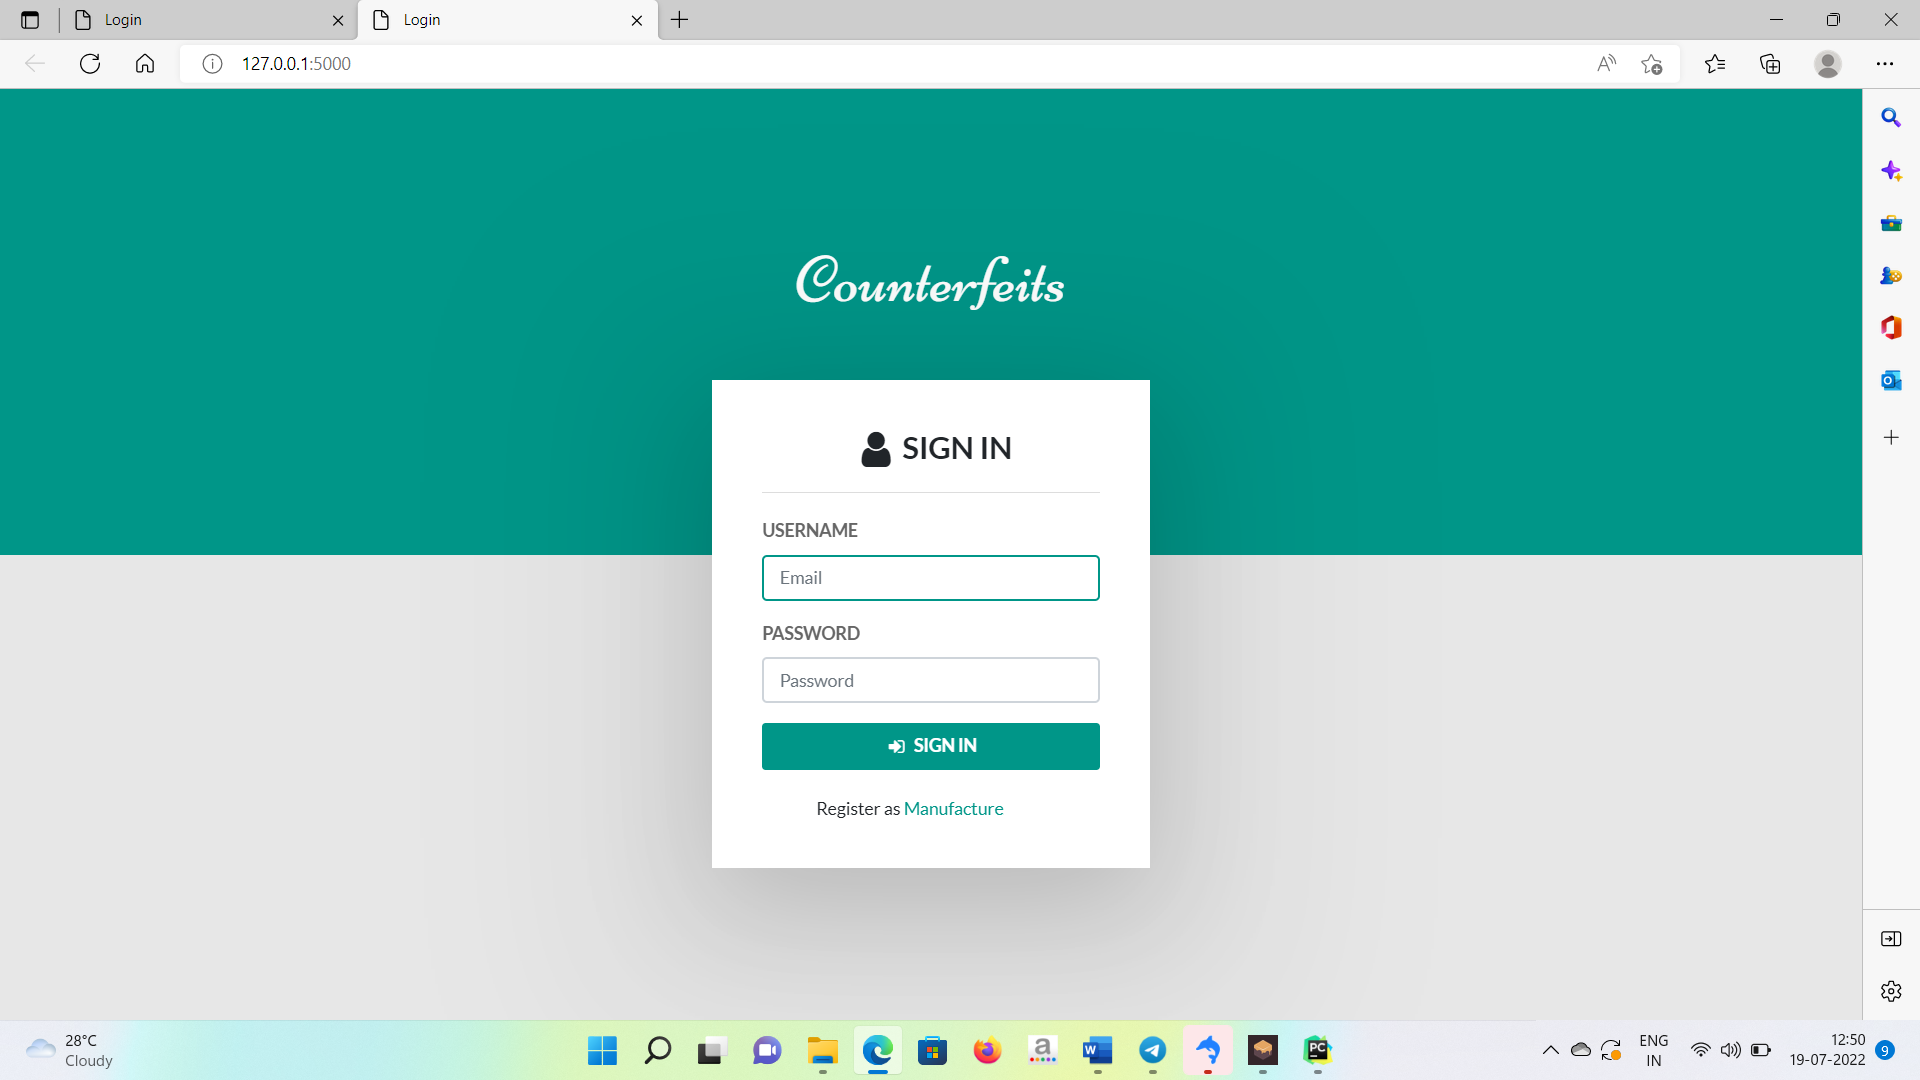 Login
Login
127.0.0.1:5000
Counterfeits
SIGN IN
USERNAME
Email
PASSWORD
Password
SIGN IN
Register as Manufacture
28°C
Cloudy
ENG
IN
12:50
19-07-2022
9